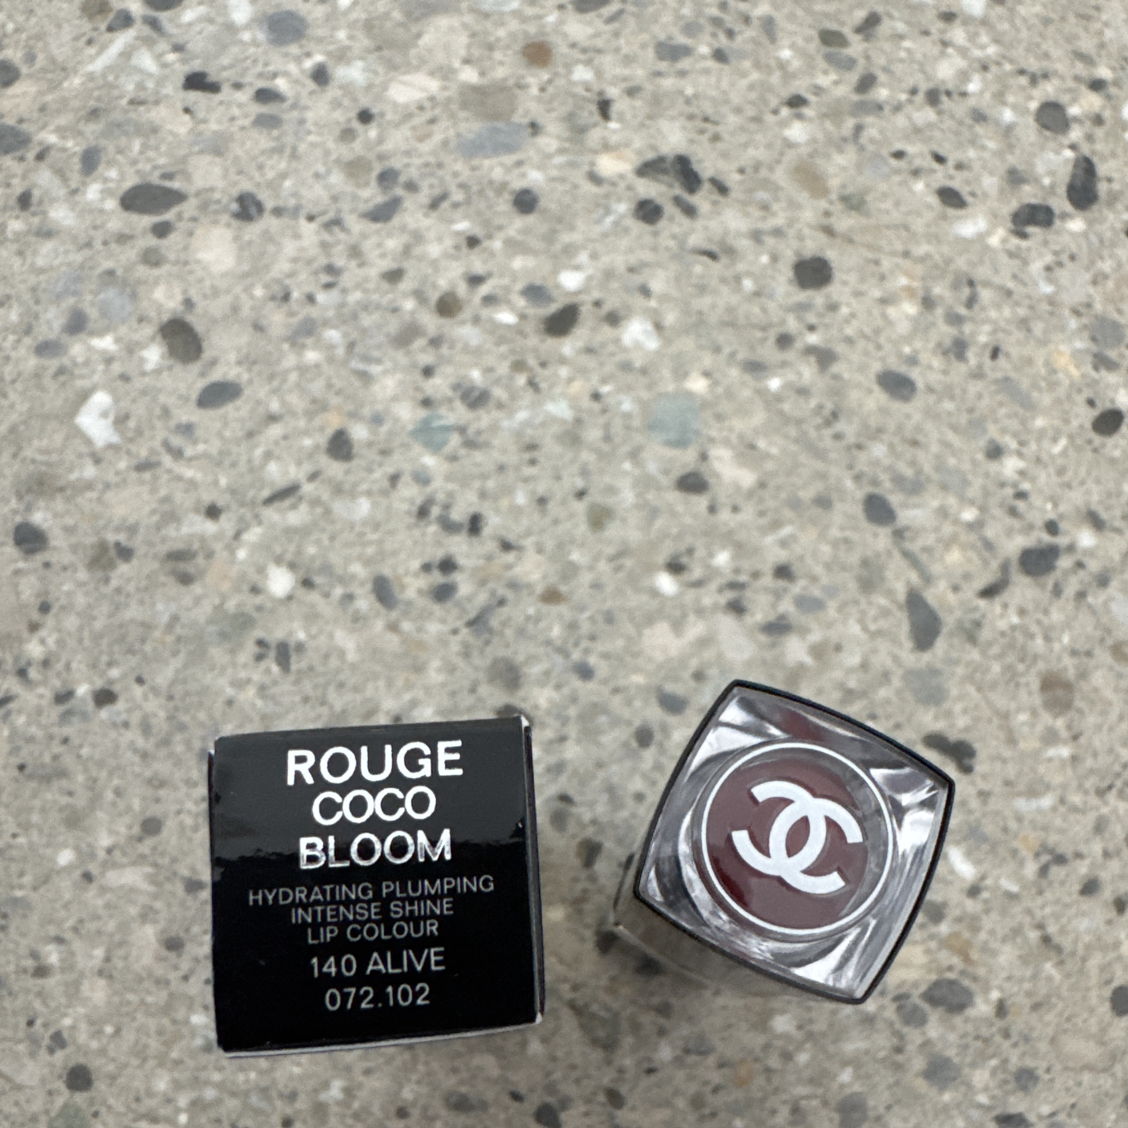 ROUGE
COCO
BLOOM
HYDRATING PLUMPING
INTENSE SHINE
LIP COLOUR
140 ALIVE
072.102